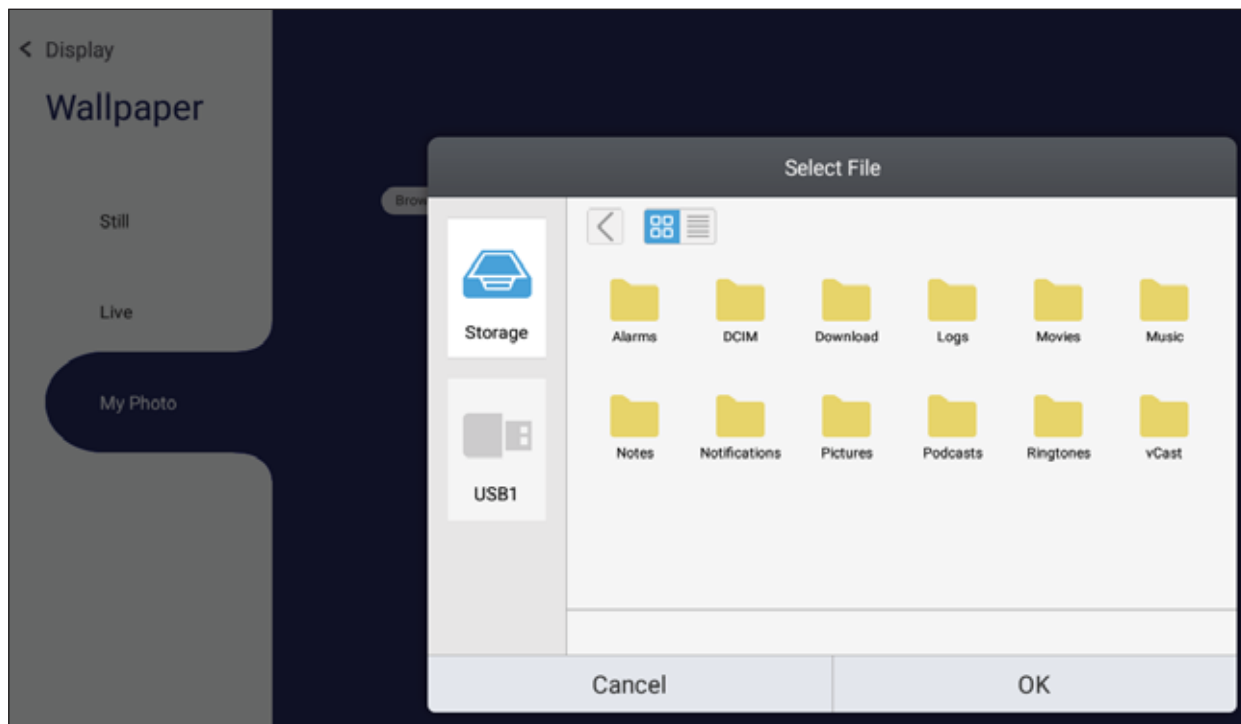 Display
Wallpaper
Still
Live
My Photo
Brow
Select File
Storage
USB1
Alarms DCIM Download Logs Movies Music
Notes Notifications Pictures Podcasts Ringtones vCast
Cancel OK